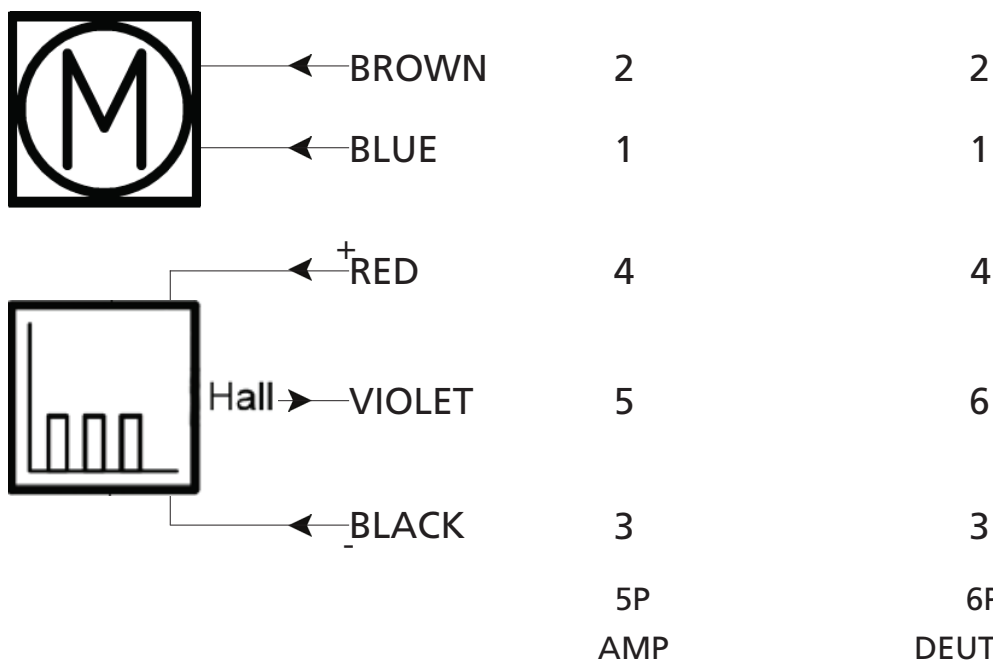 M
BROWN 2 2
BLUE 1 1
+
RED 4 4
Hall VIOLET 5 6
BLACK 3 3
-
5P
AMP